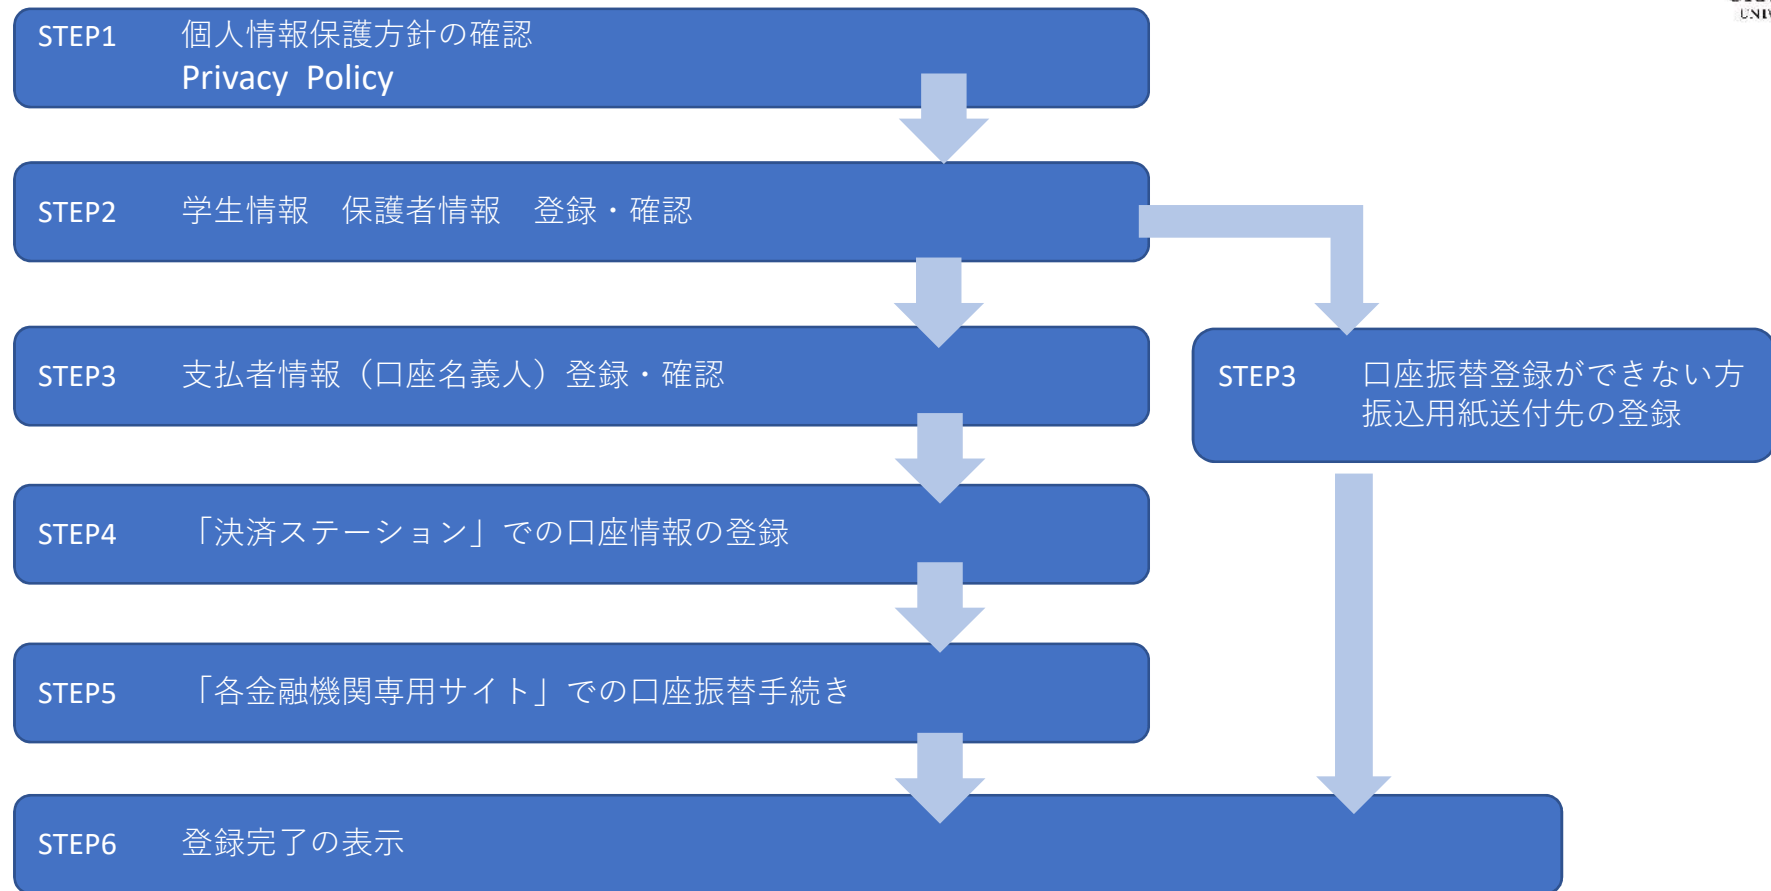 STEP1 個人情報保護方針の確認
Privacy Policy
STEP2 学生情報　保護者情報　登録・確認
STEP3 支払者情報（口座名義人）登録・確認
STEP3 口座振替登録ができない方
振込用紙送付先の登録
STEP4 「決済ステーション」での口座情報の登録
STEP5 「各金融機関専用サイト」での口座振替手続き
STEP6 登録完了の表示